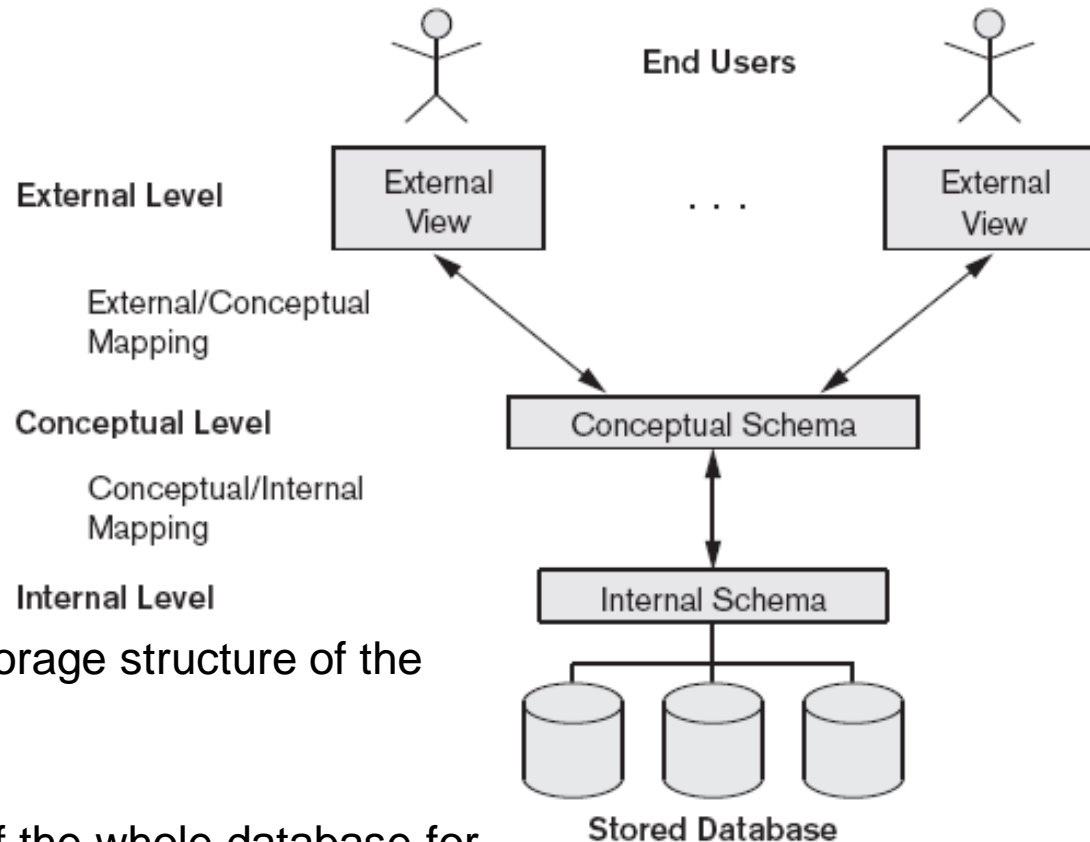 End Users
External Level
External
View
. . .
External
View
External/Conceptual
Mapping
Conceptual Level
Conceptual Schema
Conceptual/Internal
Mapping
Internal Level
Internal Schema
orage structure of the
f the whole database for
Stored Database